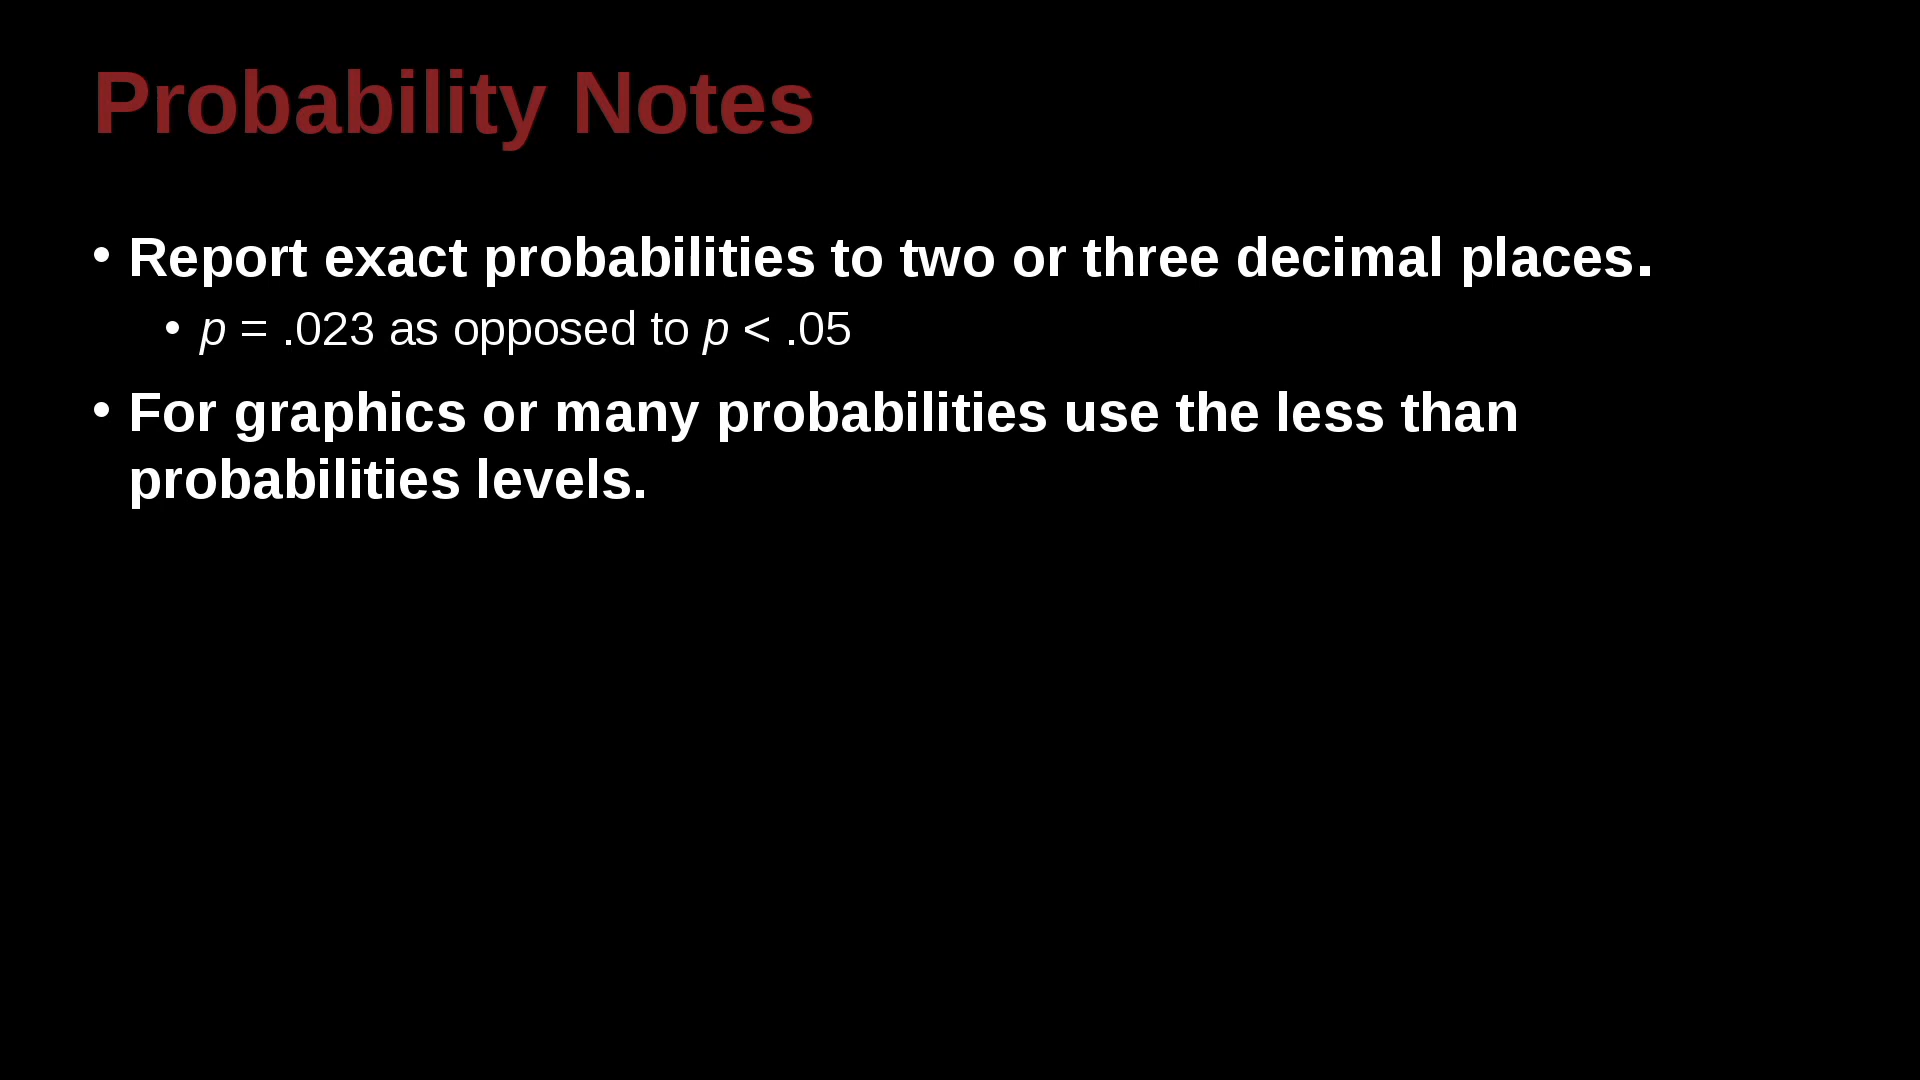 Probability Notes
• Report exact probabilities to two or three decimal places.
• p = .023 as opposed to p < .05
• For graphics or many probabilities use the less than
probabilities levels.